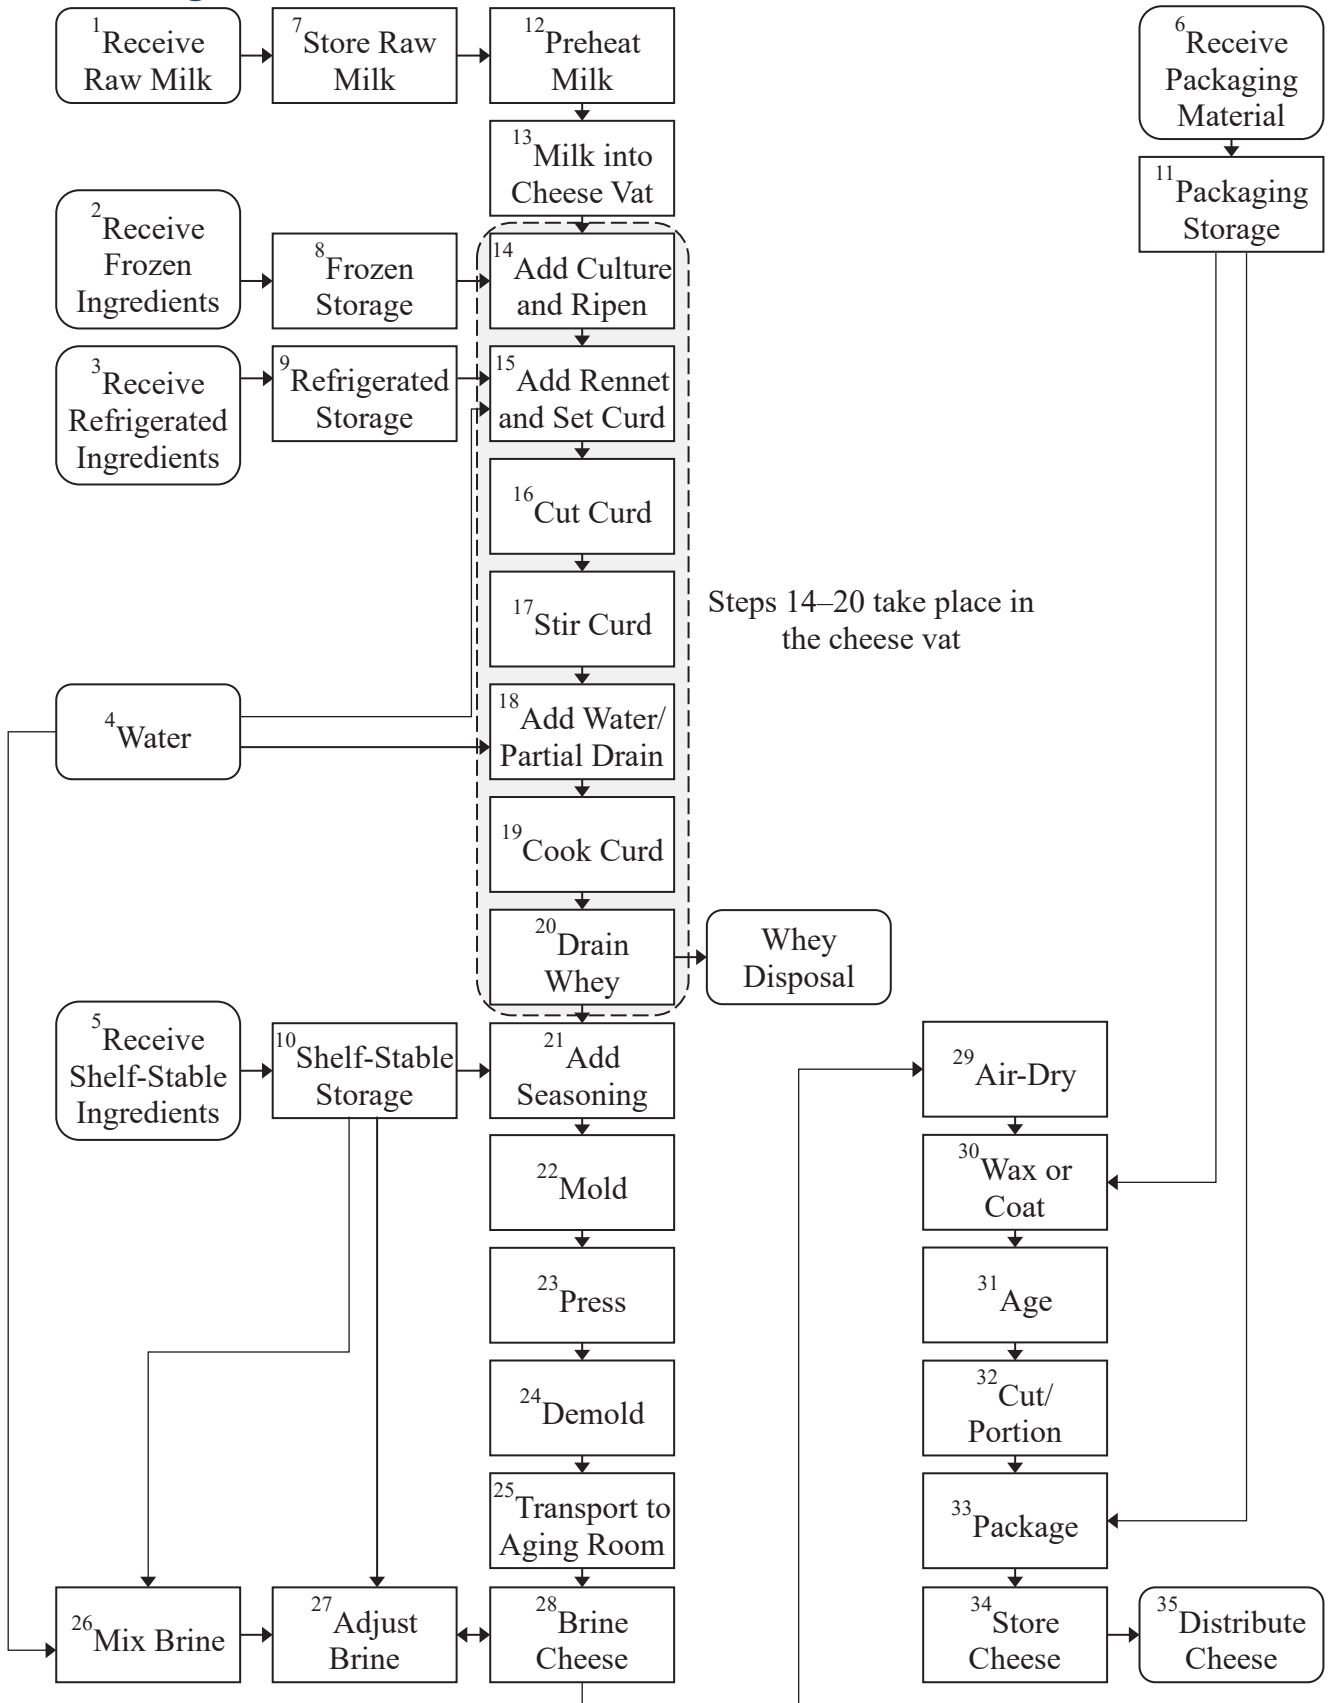 1Receive
Raw Milk
7Store Raw
Milk
12Preheat
Milk
6Receive
Packaging
Material
13Milk into
Cheese Vat
11Packaging
Storage
2Receive
Frozen
Ingredients
8Frozen
Storage
14Add Culture
and Ripen
3Receive
Refrigerated
Ingredients
9Refrigerated
Storage
15Add Rennet
and Set Curd
16Cut Curd
17Stir Curd
Steps 14–20 take place in
the cheese vat
4Water
18Add Water/
Partial Drain
19Cook Curd
20Drain
Whey
Whey
Disposal
5Receive
Shelf-Stable
Ingredients
10Shelf-Stable
Storage
21Add
Seasoning
29Air-Dry
22Mold
30Wax or
Coat
23Press
31Age
24Demold
32Cut/
Portion
25Transport to
Aging Room
33Package
26Mix Brine
27Adjust
Brine
28Brine
Cheese
34Store
Cheese
35Distribute
Cheese